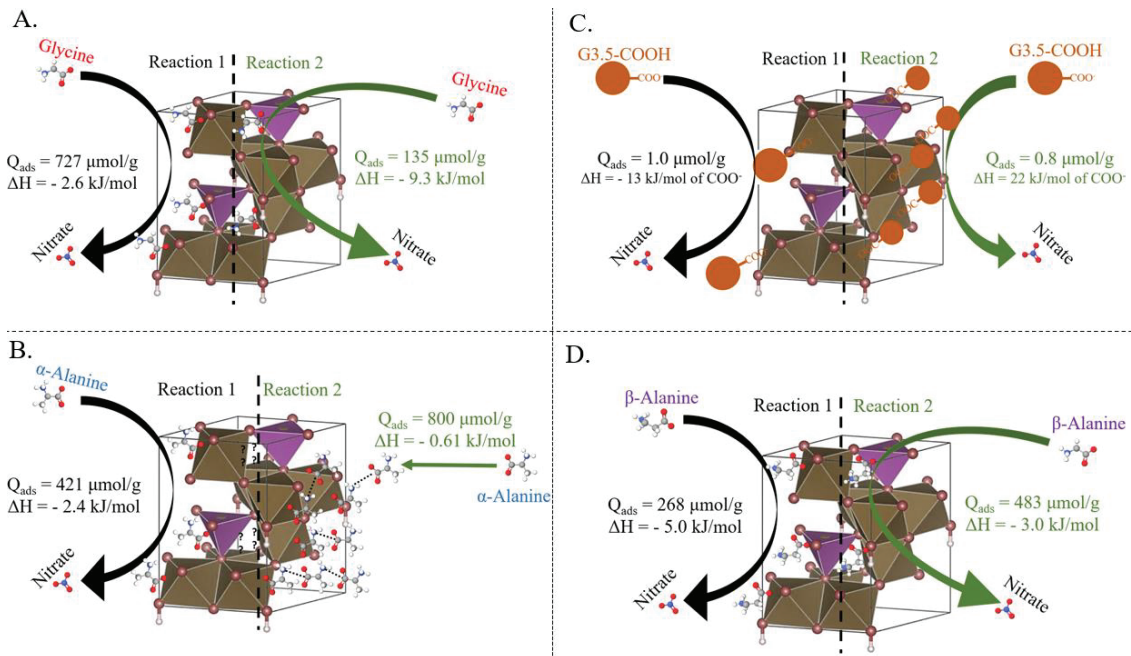 A.
Glycine
Reaction 1
Reaction 2
Glycine
Qads = 727 μmol/g
ΔH = - 2.6 kJ/mol
Qads = 135 μmol/g
ΔH = - 9.3 kJ/mol
Nitrate
Nitrate
B.
α-Alanine
Reaction 1
Reaction 2
Qads = 800 μmol/g
ΔH = - 0.61 kJ/mol
α-Alanine
Qads = 421 μmol/g
ΔH = - 2.4 kJ/mol
? ?
? ?
? ?
? ?
Nitrate
C.
G3.5-COOH
Reaction 1
Reaction 2
G3.5-COOH
COO-
COO-
Qads = 1.0 μmol/g
ΔH = - 13 kJ/mol of COO-
Qads = 0.8 μmol/g
ΔH = 22 kJ/mol of COO-
Nitrate
Nitrate
D.
β-Alanine
Reaction 1
Reaction 2
β-Alanine
Qads = 268 μmol/g
ΔH = - 5.0 kJ/mol
Qads = 483 μmol/g
ΔH = - 3.0 kJ/mol
Nitrate
Nitrate